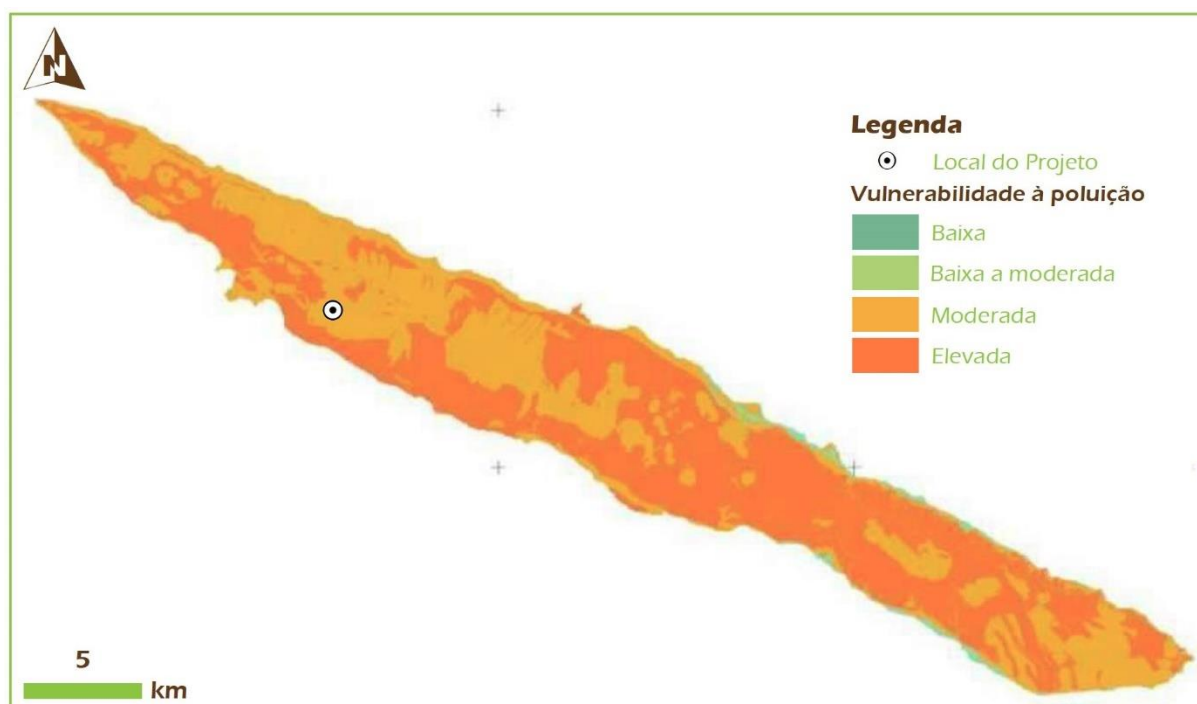 N
Legenda
Local do Projeto
Vulnerabilidade à poluição
Baixa
Baixa a moderada
Moderada
Elevada
5
km